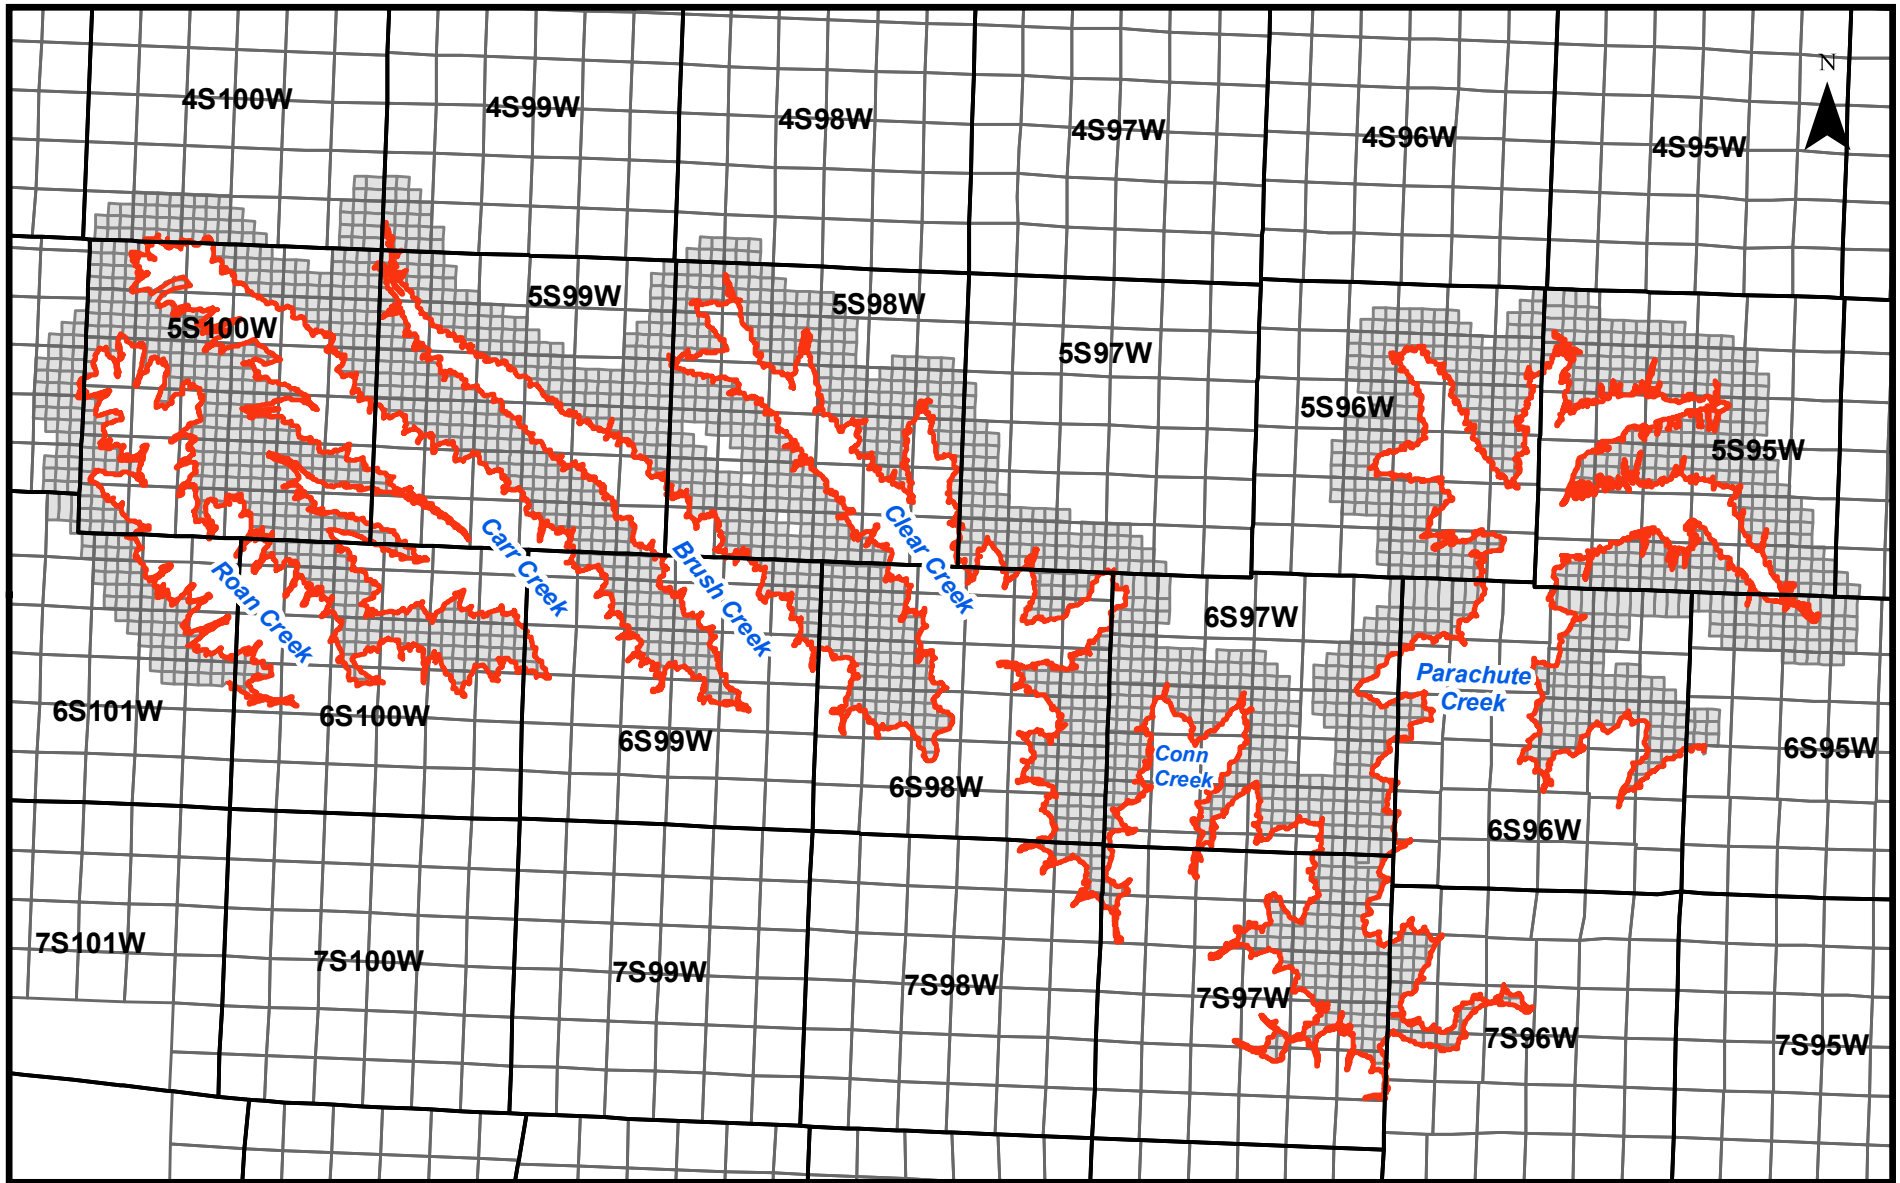 N
4S100W
4S99W
4S98W
4S97W
4S96W
4S95W
5S100W
5S99W
5S98W
5S97W
5S96W
5S95W
Roan Creek
Carr Creek
Brush Creek
Clear Creek
6S97W
Parachute
Creek
Conn
Creek
6S101W
6S100W
6S99W
6S98W
6S96W
6S95W
7S101W
7S100W
7S99W
7S98W
7S97W
7S96W
7S95W